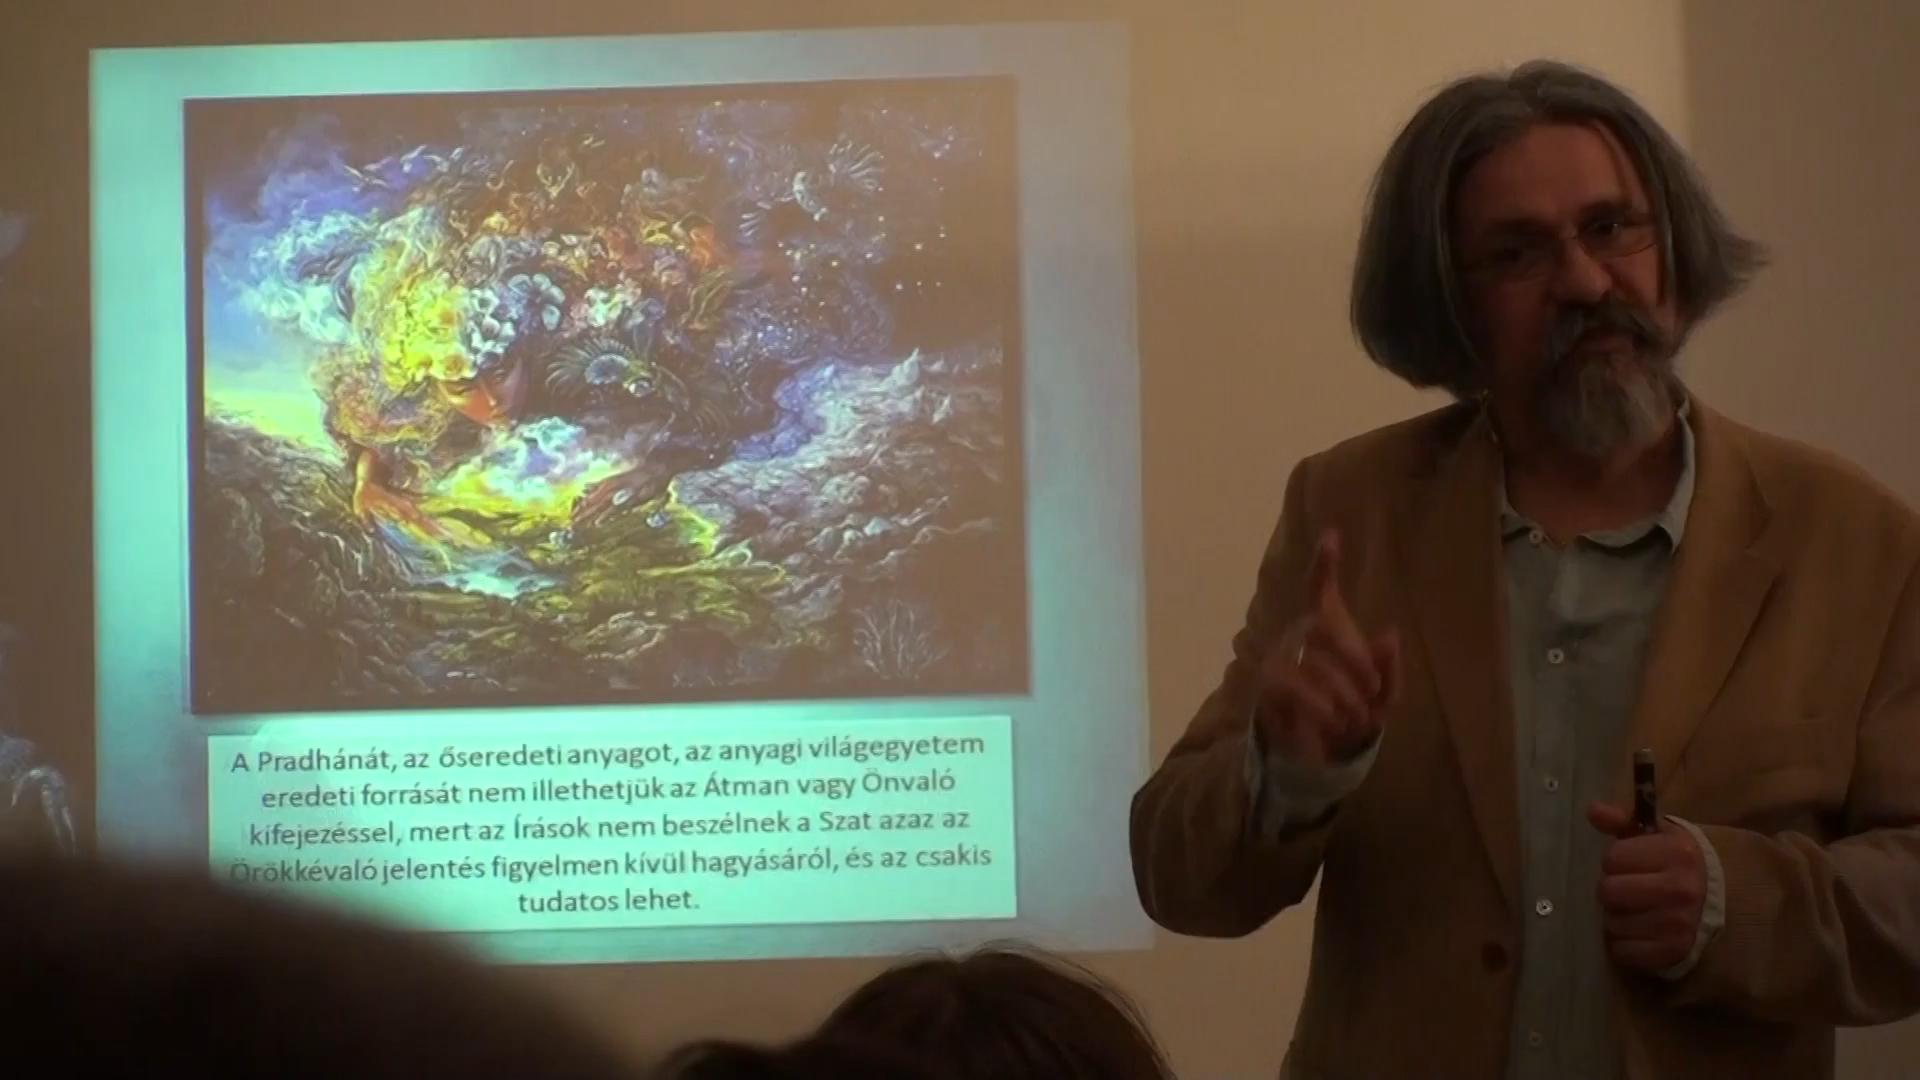 A Pradhánát, az őseredeti anyagot, az anyagi világegyetem
eredeti forrását nem illethetjük az Átman vagy Önvaló
kifejezéssel, mert az Írások nem beszélnek a Szat azaz az
Örökkévaló jelentés figyelmen kívül hagyásáról, és az csakis
tudatos lehet.